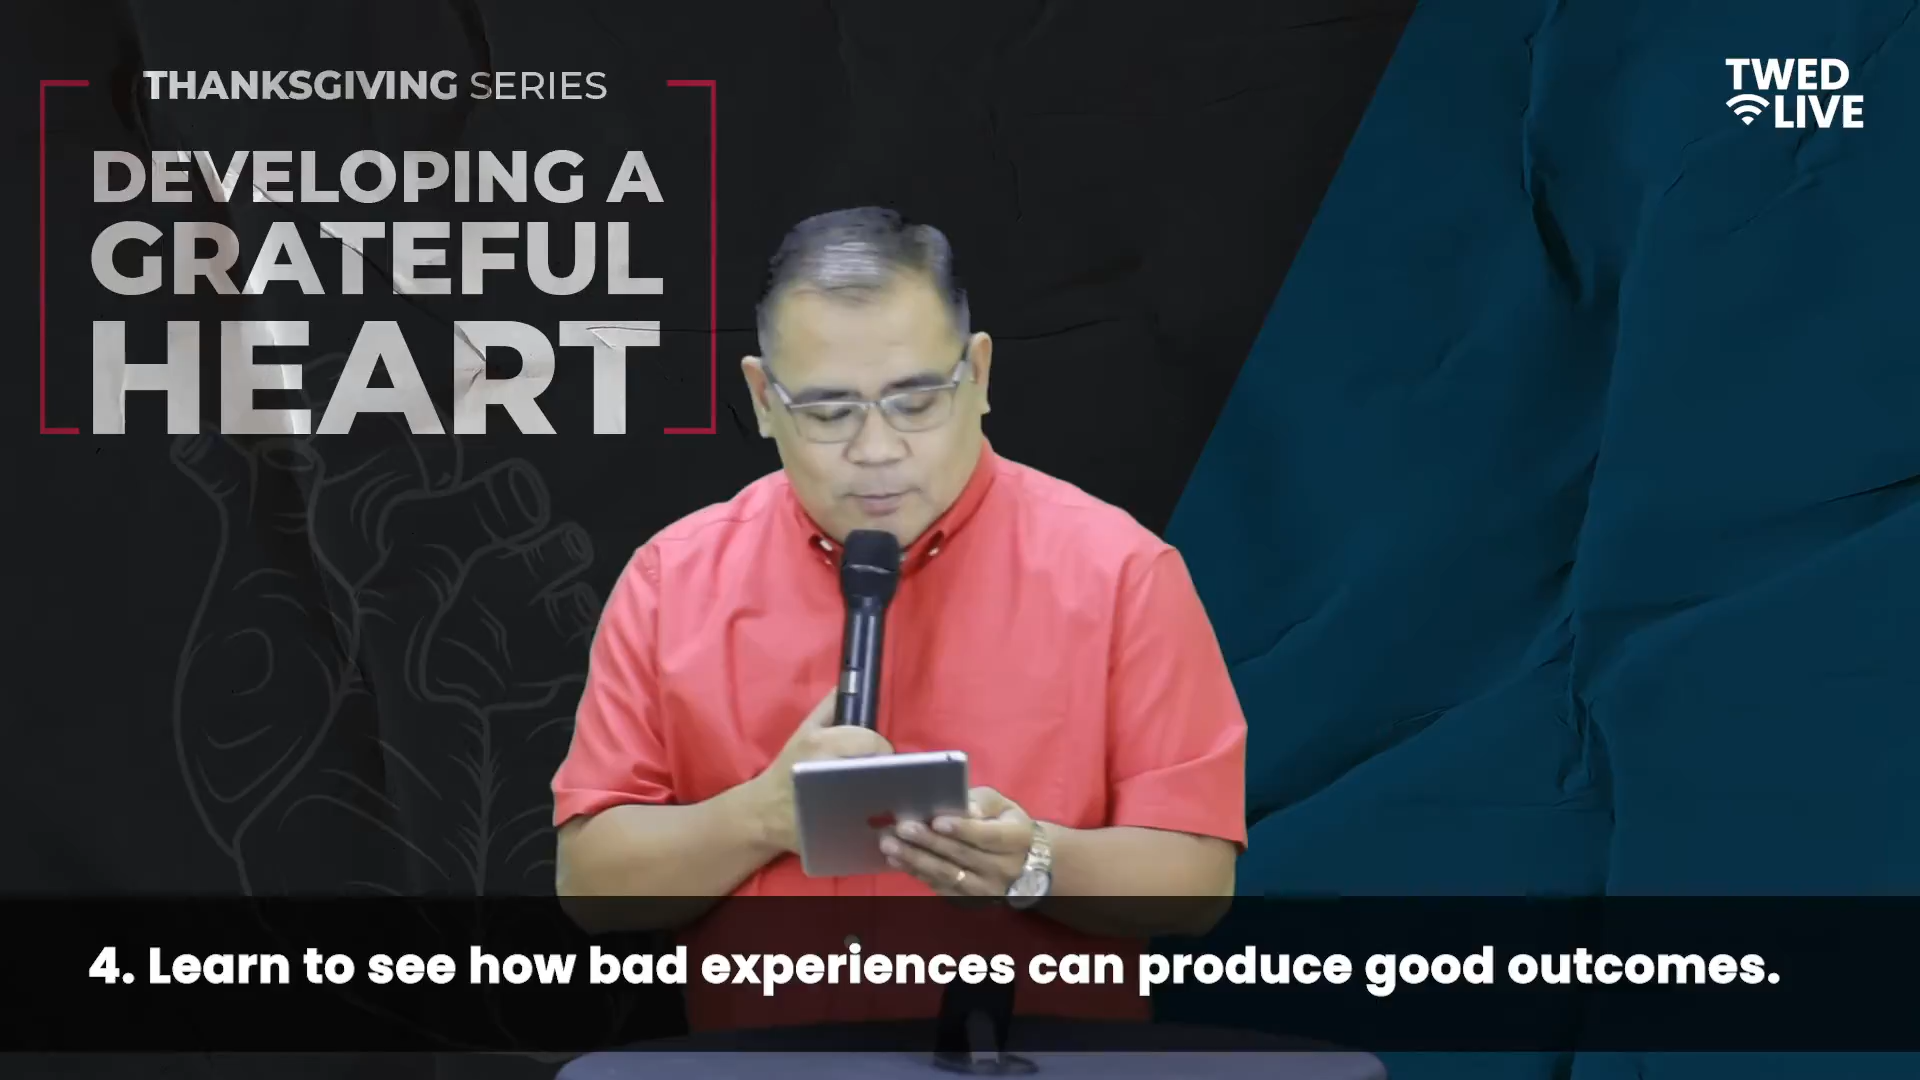 THANKSGIVING SERIES
DEVELOPING A
GRATEFUL
HEART
TWED
LIVE
4. Learn to see how bad experiences can produce good outcomes.